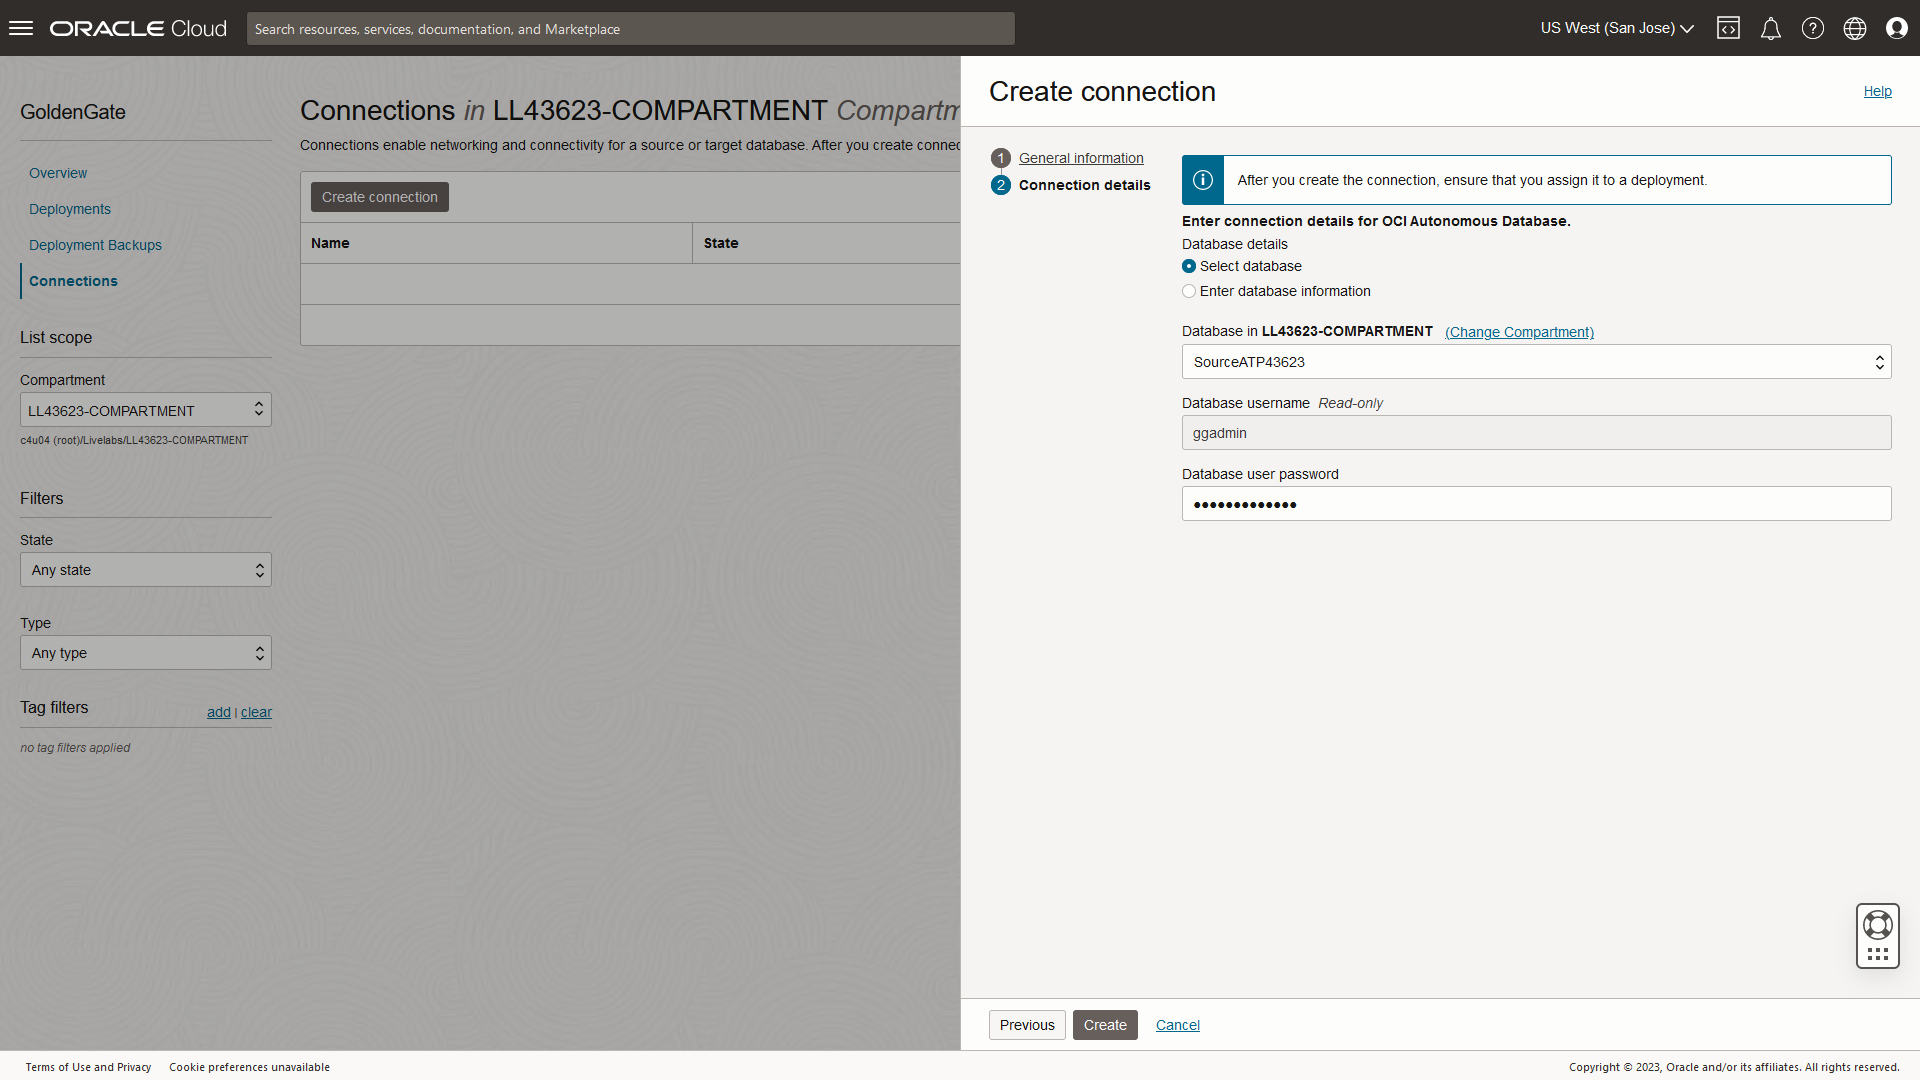 ORACLE Cloud
Search resources, services, documentation, and Marketplace
US West (San Jose)
GoldenGate
Overview
Deployments
Deployment Backups
Connections
List scope
Compartment
LL43623-COMPARTMENT
c4u04 (root)/Livelabs/LL43623-COMPARTMENT
Filters
State
Any state
Type
Any type
Tag filters
add | clear
no tag filters applied
Connections in LL43623-COMPARTMENT Compartm
Connections enable networking and connectivity for a source or target database. After you create connec
Create connection
Name State
Create connection
Help
1 General information
2 Connection details
After you create the connection, ensure that you assign it to a deployment.
Enter connection details for OCI Autonomous Database.
Database details
Select database
Enter database information
Database in LL43623-COMPARTMENT (Change Compartment)
SourceATP43623
Database username Read-only
ggadmin
Database user password
•••••••••••••
Previous Create Cancel
Terms of Use and Privacy Cookie preferences unavailable
Copyright © 2023, Oracle and/or its affiliates. All rights reserved.